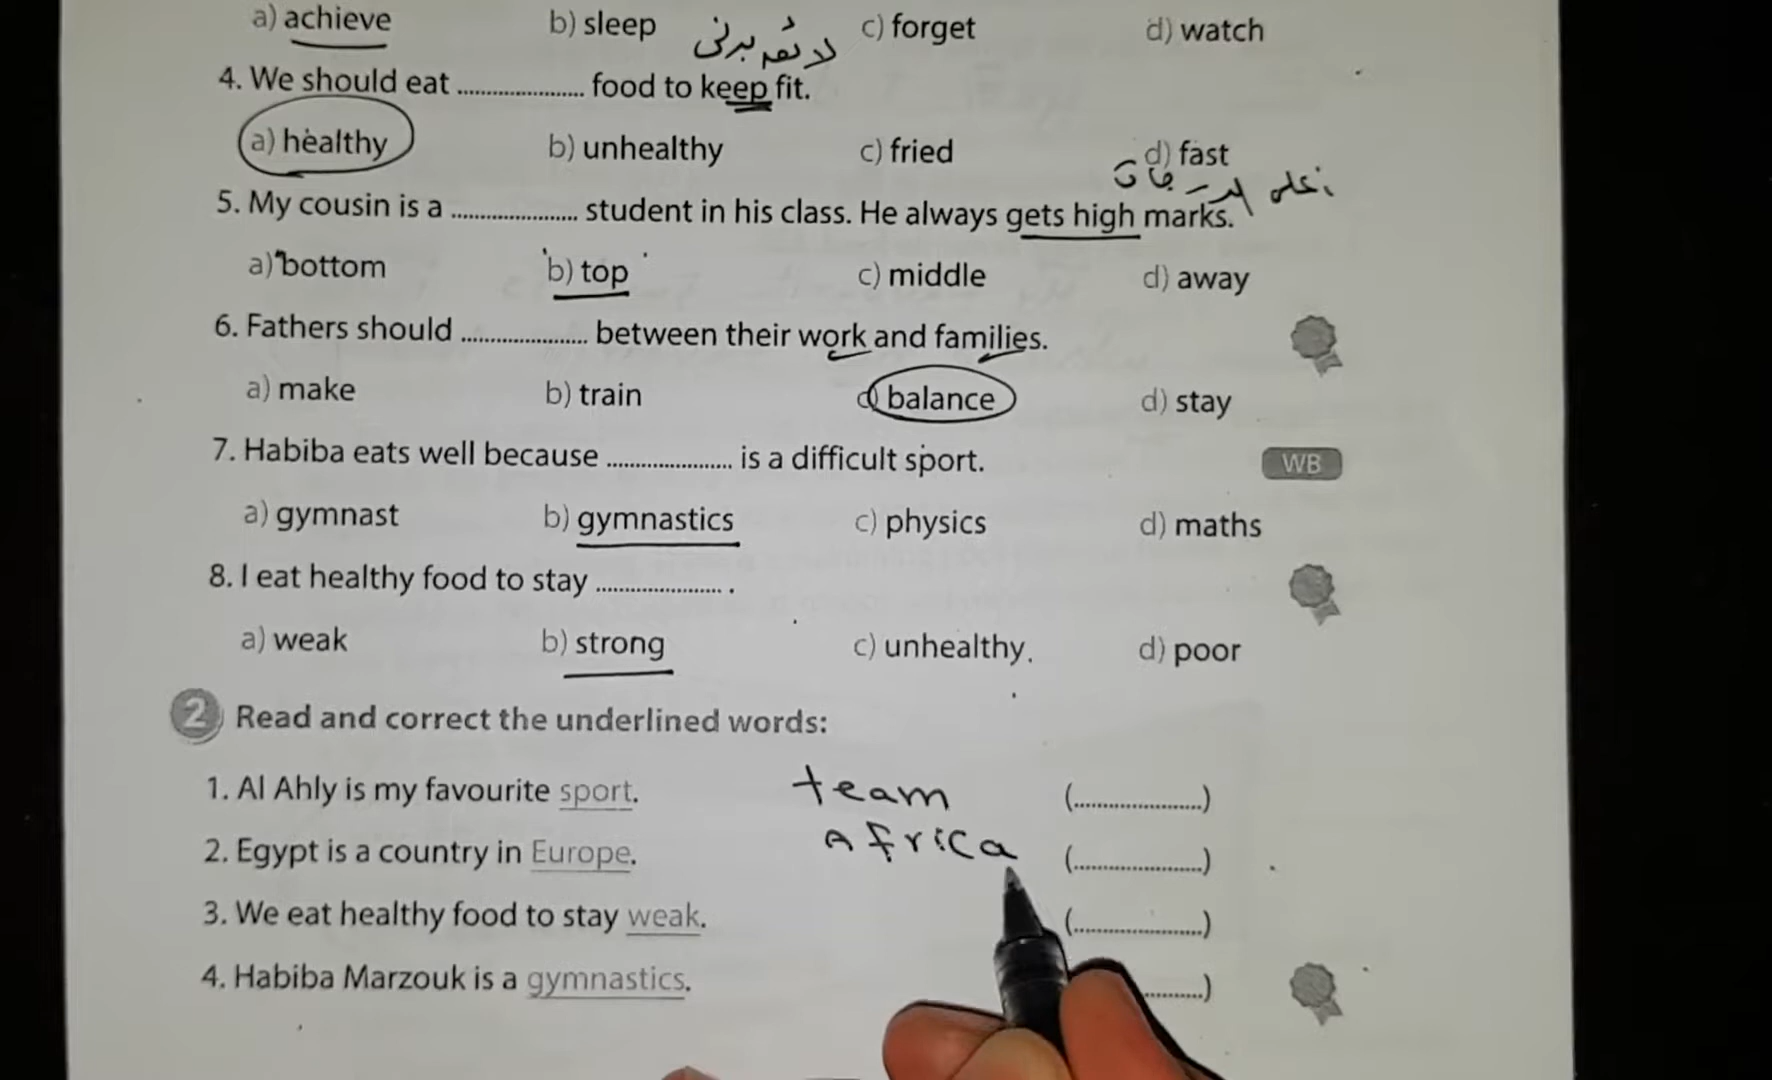 a) achieve b) sleep c) forget d) watch
4. We should eat ..................... food to keep fit.
a) healthy b) unhealthy c) fried d) fast
5. My cousin is a ..................... student in his class. He always gets high marks.
a) bottom b) top c) middle d) away
6. Fathers should ..................... between their work and families.
a) make b) train c) balance d) stay
7. Habiba eats well because ..................... is a difficult sport.
WB
a) gymnast b) gymnastics c) physics d) maths
8. I eat healthy food to stay ..................... .
a) weak b) strong c) unhealthy d) poor
2 Read and correct the underlined words:
1. Al Ahly is my favourite sport. team (.....................)
2. Egypt is a country in Europe. Africa (.....................)
3. We eat healthy food to stay weak. (.....................)
4. Habiba Marzouk is a gymnastics. ..........)